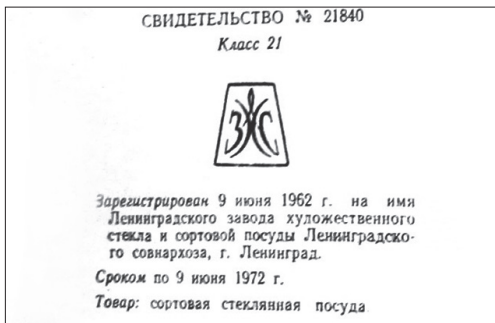 СВИДЕТЕЛЬСТВО № 21840
Класс 21
ЗХС
Зарегистрирован 9 июня 1962 г. на имя
Ленинградского завода художественного
стекла и сортовой посуды Ленинградско-
го совнархоза, г. Ленинград.
Сроком по 9 июня 1972 г.
Товар: сортовая стеклянная посуда